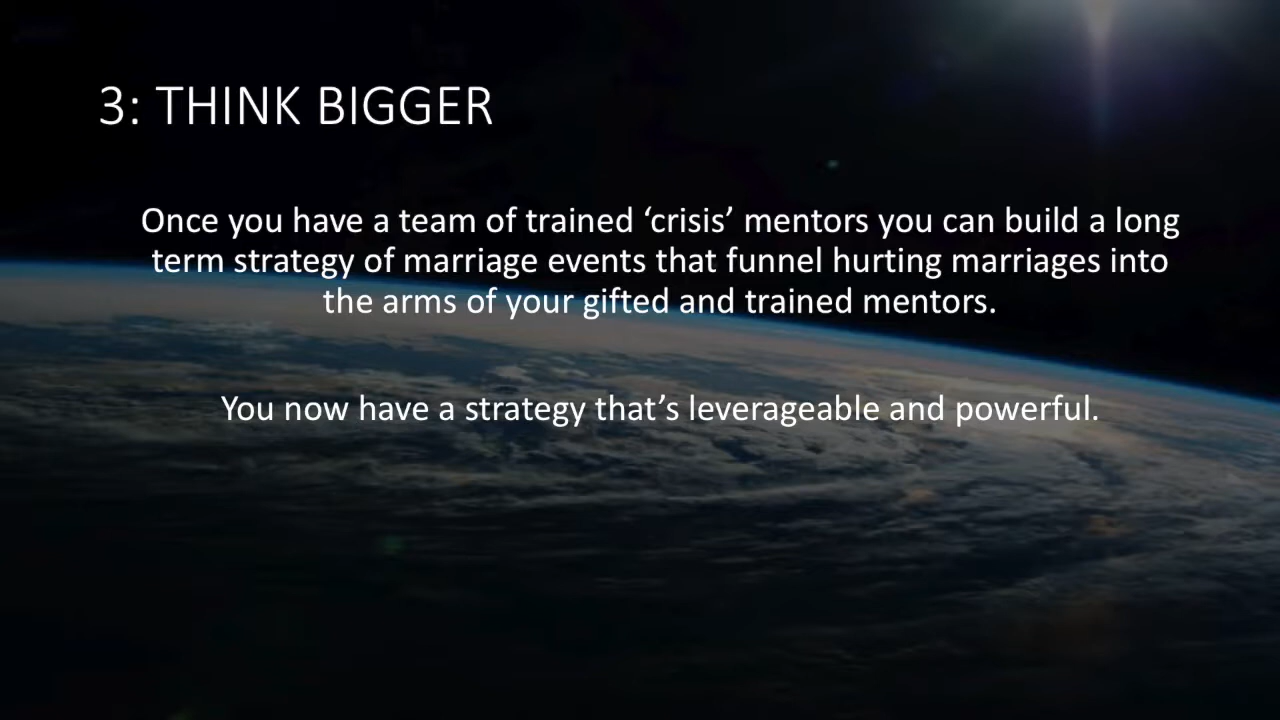 3: THINK BIGGER
Once you have a team of trained ‘crisis’ mentors you can build a long
term strategy of marriage events that funnel hurting marriages into
the arms of your gifted and trained mentors.
You now have a strategy that’s leverageable and powerful.